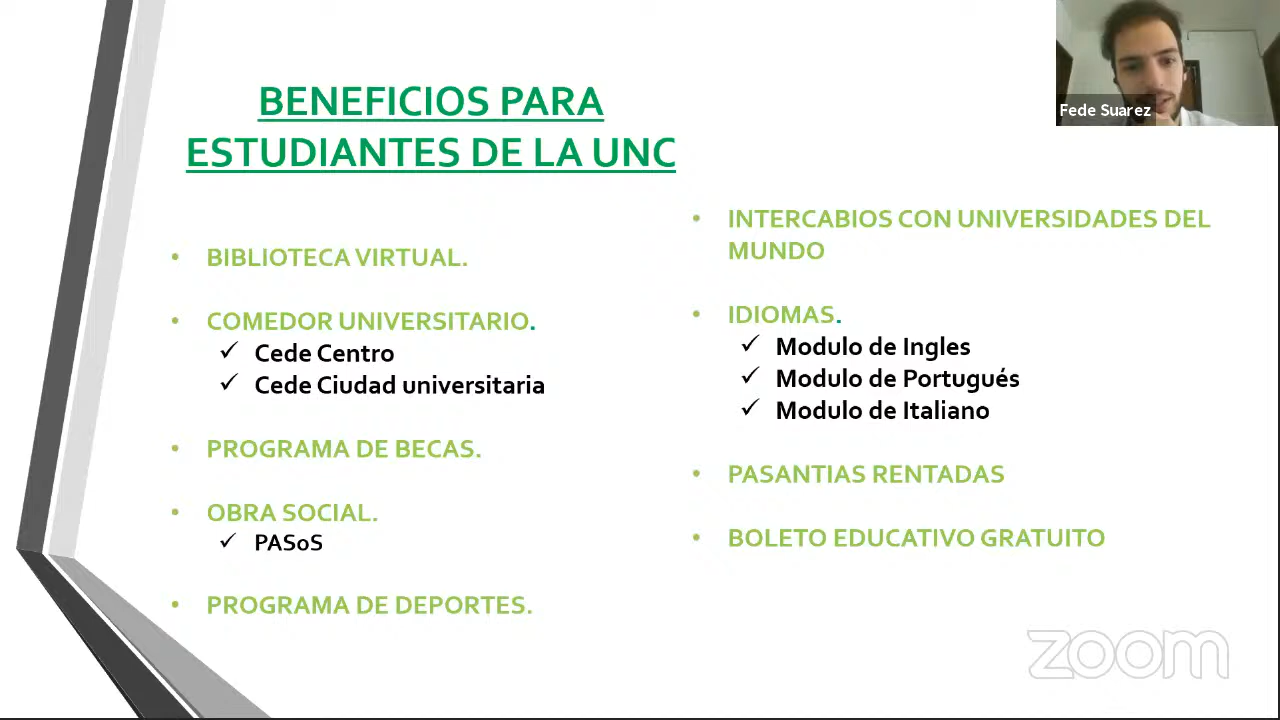 BENEFICIOS PARA
ESTUDIANTES DE LA UNC
• BIBLIOTECA VIRTUAL.
• COMEDOR UNIVERSITARIO.
✓ Cede Centro
✓ Cede Ciudad universitaria
• PROGRAMA DE BECAS.
• OBRA SOCIAL.
✓ PASoS
• PROGRAMA DE DEPORTES.
• INTERCABIOS CON UNIVERSIDADES DEL
MUNDO
• IDIOMAS.
✓ Modulo de Ingles
✓ Modulo de Portugués
✓ Modulo de Italiano
• PASANTIAS RENTADAS
• BOLETO EDUCATIVO GRATUITO
Fede Suarez
zoom